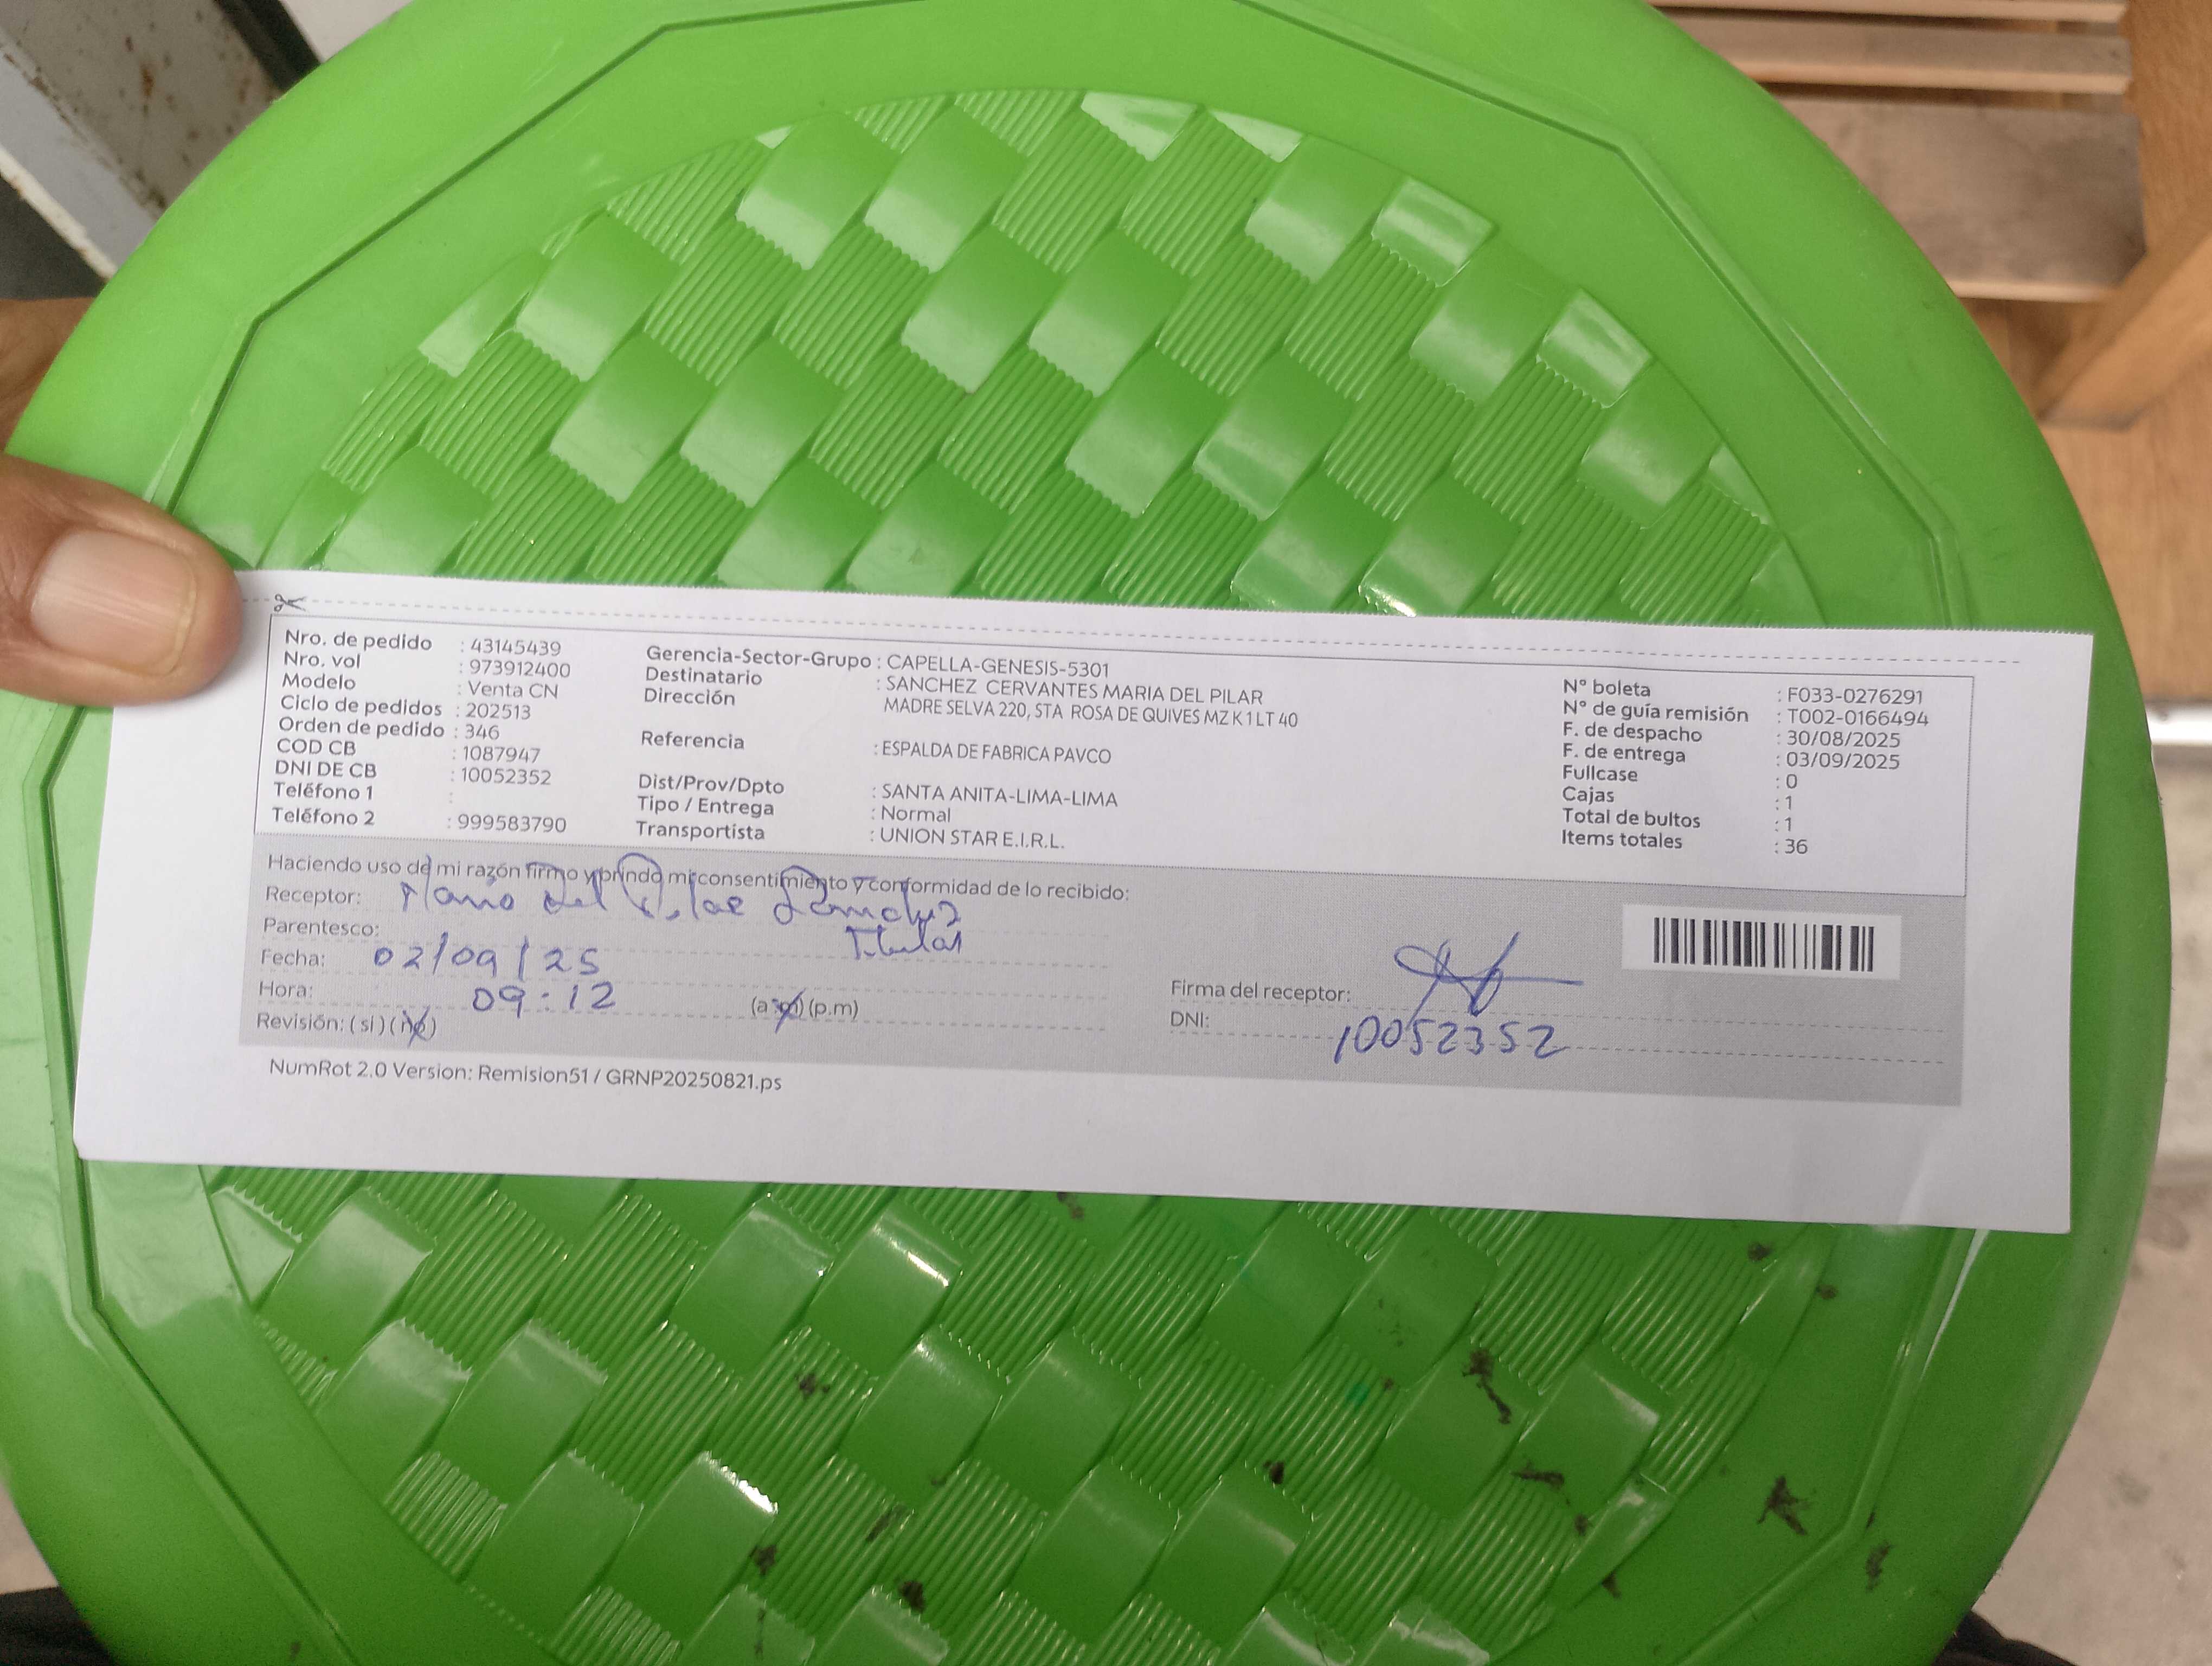 Nro. de pedido : 43145439
Nro. vol : 973912400
Modelo : Venta CN
Ciclo de pedidos : 202513
Orden de pedido : 346
COD CB : 1087947
DNI DE CB : 10052352
Teléfono 1 :
Teléfono 2 : 999583790
Gerencia-Sector-Grupo : CAPELLA-GENESIS-5301
Destinatario : SANCHEZ CERVANTES MARIA DEL PILAR
Dirección MADRE SELVA 220, STA ROSA DE QUIVES MZ K 1 LT 40
Referencia : ESPALDA DE FABRICA PAVCO
Dist/Prov/Dpto : SANTA ANITA-LIMA-LIMA
Tipo / Entrega : Normal
Transportista : UNION STAR E.I.R.L.
N° boleta : F033-0276291
N° de guía remisión : T002-0166494
F. de despacho : 30/08/2025
F. de entrega : 03/09/2025
Fullcase : 0
Cajas : 1
Total de bultos : 1
Items totales : 36
Haciendo uso de mi razón firmo y brindo mi consentimiento y conformidad de lo recibido:
Receptor: Maria del Pilar Sanchez
Parentesco: Titular
Fecha: 02/09/25
Hora: 09:12 (a.m) (p.m)
Revisión: (si) (no)
Firma del receptor:
DNI: 10052352
NumRot 2.0 Version: Remision51 / GRNP20250821.ps